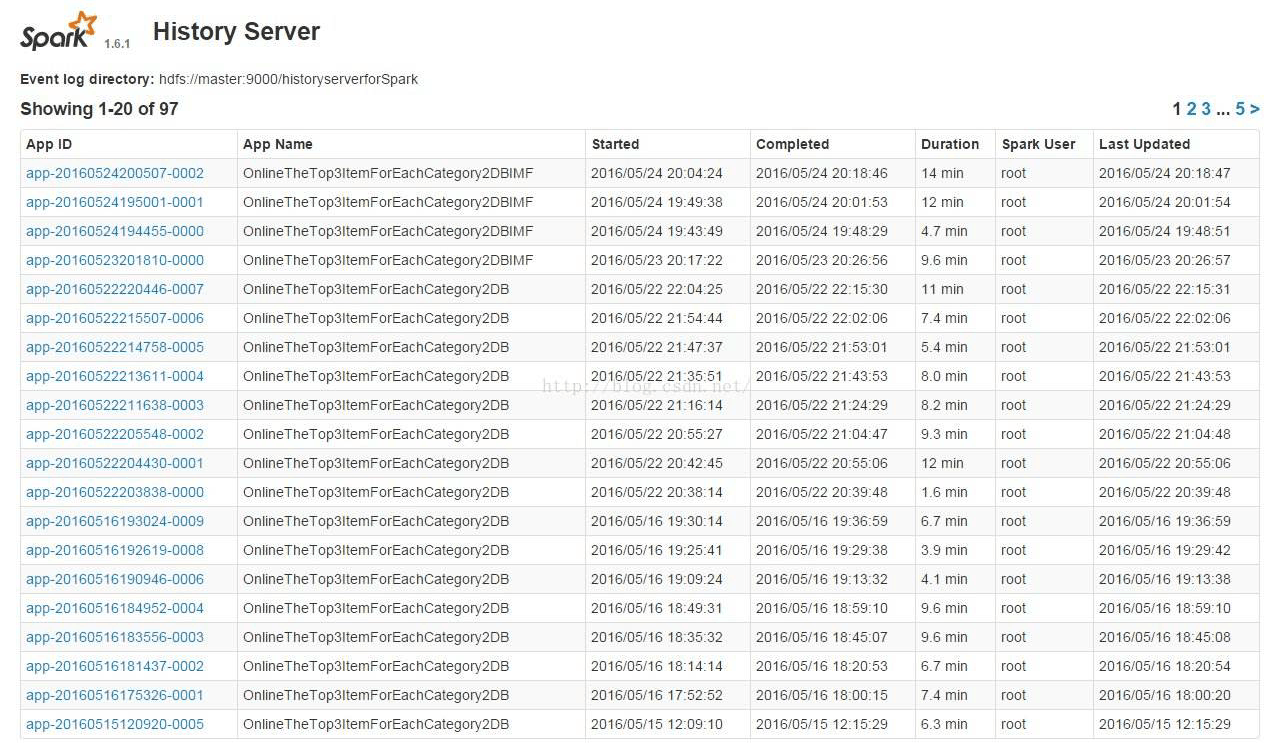 Spark 1.6.1 History Server
Event log directory: hdfs://master:9000/historyserverforSpark
Showing 1-20 of 97 1 2 3 ... 5 >
App ID App Name Started Completed Duration Spark User Last Updated
app-20160524200507-0002 OnlineTheTop3ItemForEachCategory2DBIMF 2016/05/24 20:04:24 2016/05/24 20:18:46 14 min root 2016/05/24 20:18:47
app-20160524195001-0001 OnlineTheTop3ItemForEachCategory2DBIMF 2016/05/24 19:49:38 2016/05/24 20:01:53 12 min root 2016/05/24 20:01:54
app-20160524194455-0000 OnlineTheTop3ItemForEachCategory2DBIMF 2016/05/24 19:43:49 2016/05/24 19:48:29 4.7 min root 2016/05/24 19:48:51
app-20160523201810-0000 OnlineTheTop3ItemForEachCategory2DBIMF 2016/05/23 20:17:22 2016/05/23 20:26:56 9.6 min root 2016/05/23 20:26:57
app-20160522220446-0007 OnlineTheTop3ItemForEachCategory2DB 2016/05/22 22:04:25 2016/05/22 22:15:30 11 min root 2016/05/22 22:15:31
app-20160522215507-0006 OnlineTheTop3ItemForEachCategory2DB 2016/05/22 21:54:44 2016/05/22 22:02:06 7.4 min root 2016/05/22 22:02:06
app-20160522214758-0005 OnlineTheTop3ItemForEachCategory2DB 2016/05/22 21:47:37 2016/05/22 21:53:01 5.4 min root 2016/05/22 21:53:01
app-20160522213611-0004 OnlineTheTop3ItemForEachCategory2DB 2016/05/22 21:35:51 2016/05/22 21:43:53 8.0 min root 2016/05/22 21:43:53
http://blog.csdn.net/
app-20160522211638-0003 OnlineTheTop3ItemForEachCategory2DB 2016/05/22 21:16:14 2016/05/22 21:24:29 8.2 min root 2016/05/22 21:24:29
app-20160522205548-0002 OnlineTheTop3ItemForEachCategory2DB 2016/05/22 20:55:27 2016/05/22 21:04:47 9.3 min root 2016/05/22 21:04:48
app-20160522204430-0001 OnlineTheTop3ItemForEachCategory2DB 2016/05/22 20:42:45 2016/05/22 20:55:06 12 min root 2016/05/22 20:55:06
app-20160522203838-0000 OnlineTheTop3ItemForEachCategory2DB 2016/05/22 20:38:14 2016/05/22 20:39:48 1.6 min root 2016/05/22 20:39:48
app-20160516193024-0009 OnlineTheTop3ItemForEachCategory2DB 2016/05/16 19:30:14 2016/05/16 19:36:59 6.7 min root 2016/05/16 19:36:59
app-20160516192619-0008 OnlineTheTop3ItemForEachCategory2DB 2016/05/16 19:25:41 2016/05/16 19:29:38 3.9 min root 2016/05/16 19:29:42
app-20160516190946-0006 OnlineTheTop3ItemForEachCategory2DB 2016/05/16 19:09:24 2016/05/16 19:13:32 4.1 min root 2016/05/16 19:13:38
app-20160516184952-0004 OnlineTheTop3ItemForEachCategory2DB 2016/05/16 18:49:31 2016/05/16 18:59:10 9.6 min root 2016/05/16 18:59:10
app-20160516183556-0003 OnlineTheTop3ItemForEachCategory2DB 2016/05/16 18:35:32 2016/05/16 18:45:07 9.6 min root 2016/05/16 18:45:08
app-20160516181437-0002 OnlineTheTop3ItemForEachCategory2DB 2016/05/16 18:14:14 2016/05/16 18:20:53 6.7 min root 2016/05/16 18:20:54
app-20160516175326-0001 OnlineTheTop3ItemForEachCategory2DB 2016/05/16 17:52:52 2016/05/16 18:00:15 7.4 min root 2016/05/16 18:00:20
app-20160515120920-0005 OnlineTheTop3ItemForEachCategory2DB 2016/05/15 12:09:10 2016/05/15 12:15:29 6.3 min root 2016/05/15 12:15:29